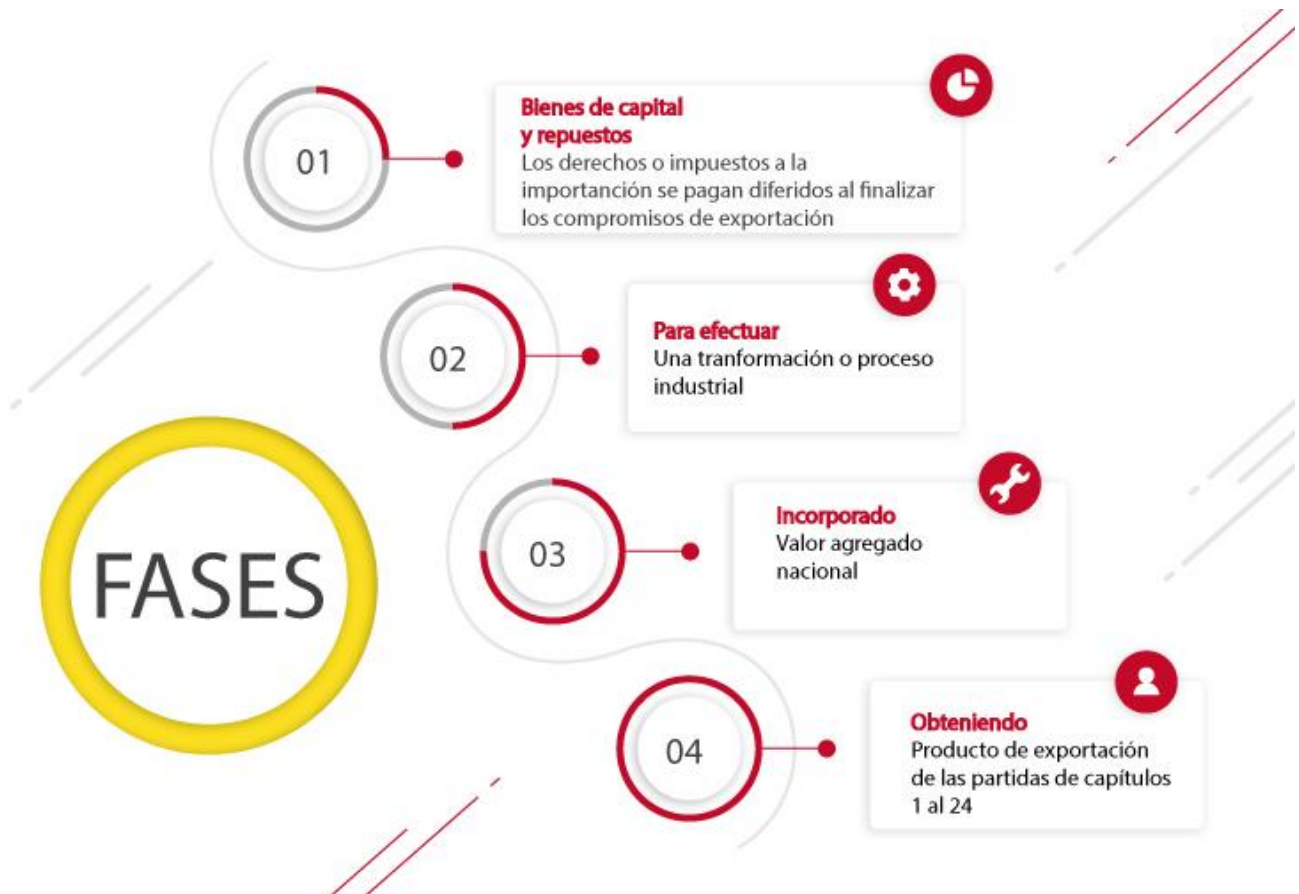 01
Bienes de capital
y repuestos
Los derechos o impuestos a la
importanción se pagan diferidos al finalizar
los compromisos de exportación
02
Para efectuar
Una tranformación o proceso
industrial
FASES
03
Incorporado
Valor agregado
nacional
04
Obteniendo
Producto de exportación
de las partidas de capítulos
1 al 24